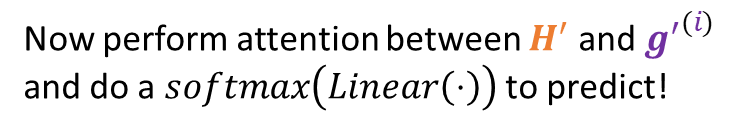 Now perform attention between H′ and g′⁽ⁱ⁾
and do a softmax(Linear(·)) to predict!